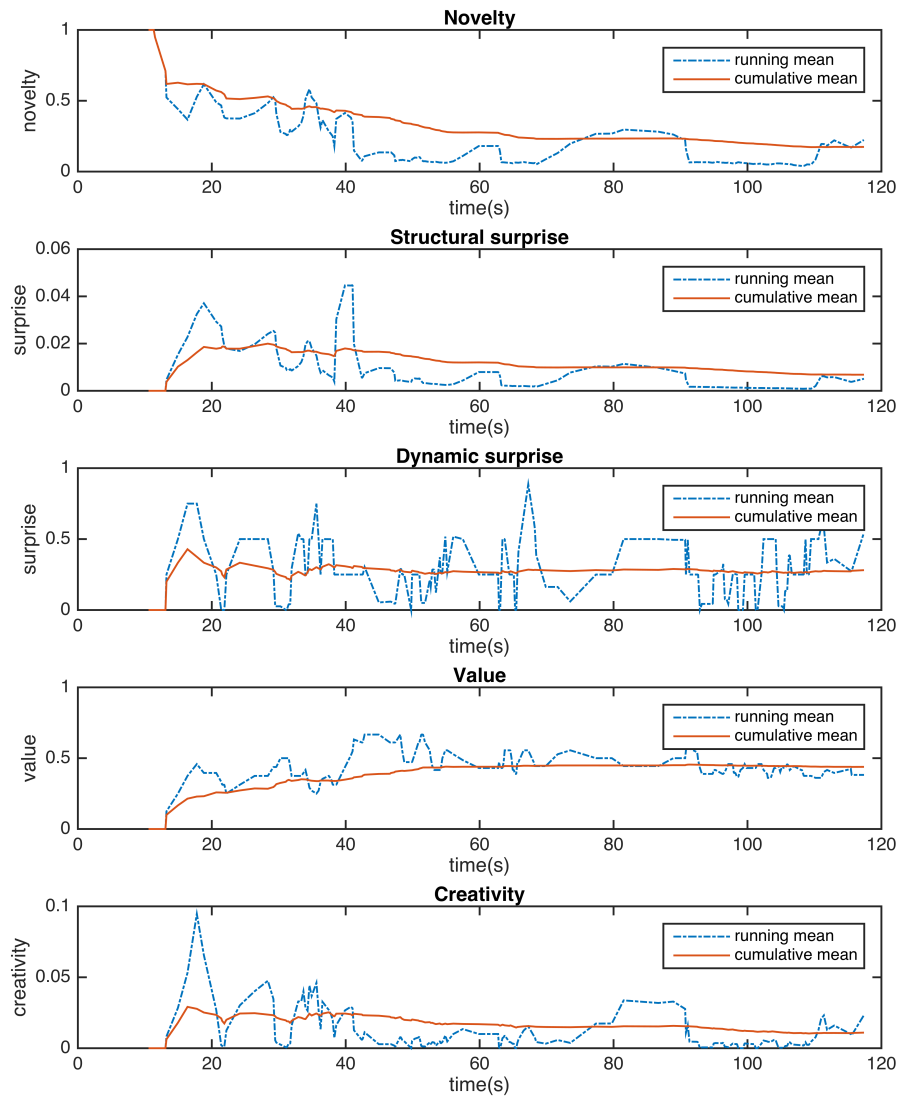 Novelty
1
0.5
0
novelty
running mean
cumulative mean
0 20 40 60 80 100 120
time(s)
Structural surprise
0.06
0.04
0.02
0
surprise
running mean
cumulative mean
0 20 40 60 80 100 120
time(s)
Dynamic surprise
1
0.5
0
surprise
running mean
cumulative mean
0 20 40 60 80 100 120
time(s)
Value
1
0.5
0
value
running mean
cumulative mean
0 20 40 60 80 100 120
time(s)
Creativity
0.1
0.05
0
creativity
running mean
cumulative mean
0 20 40 60 80 100 120
time(s)